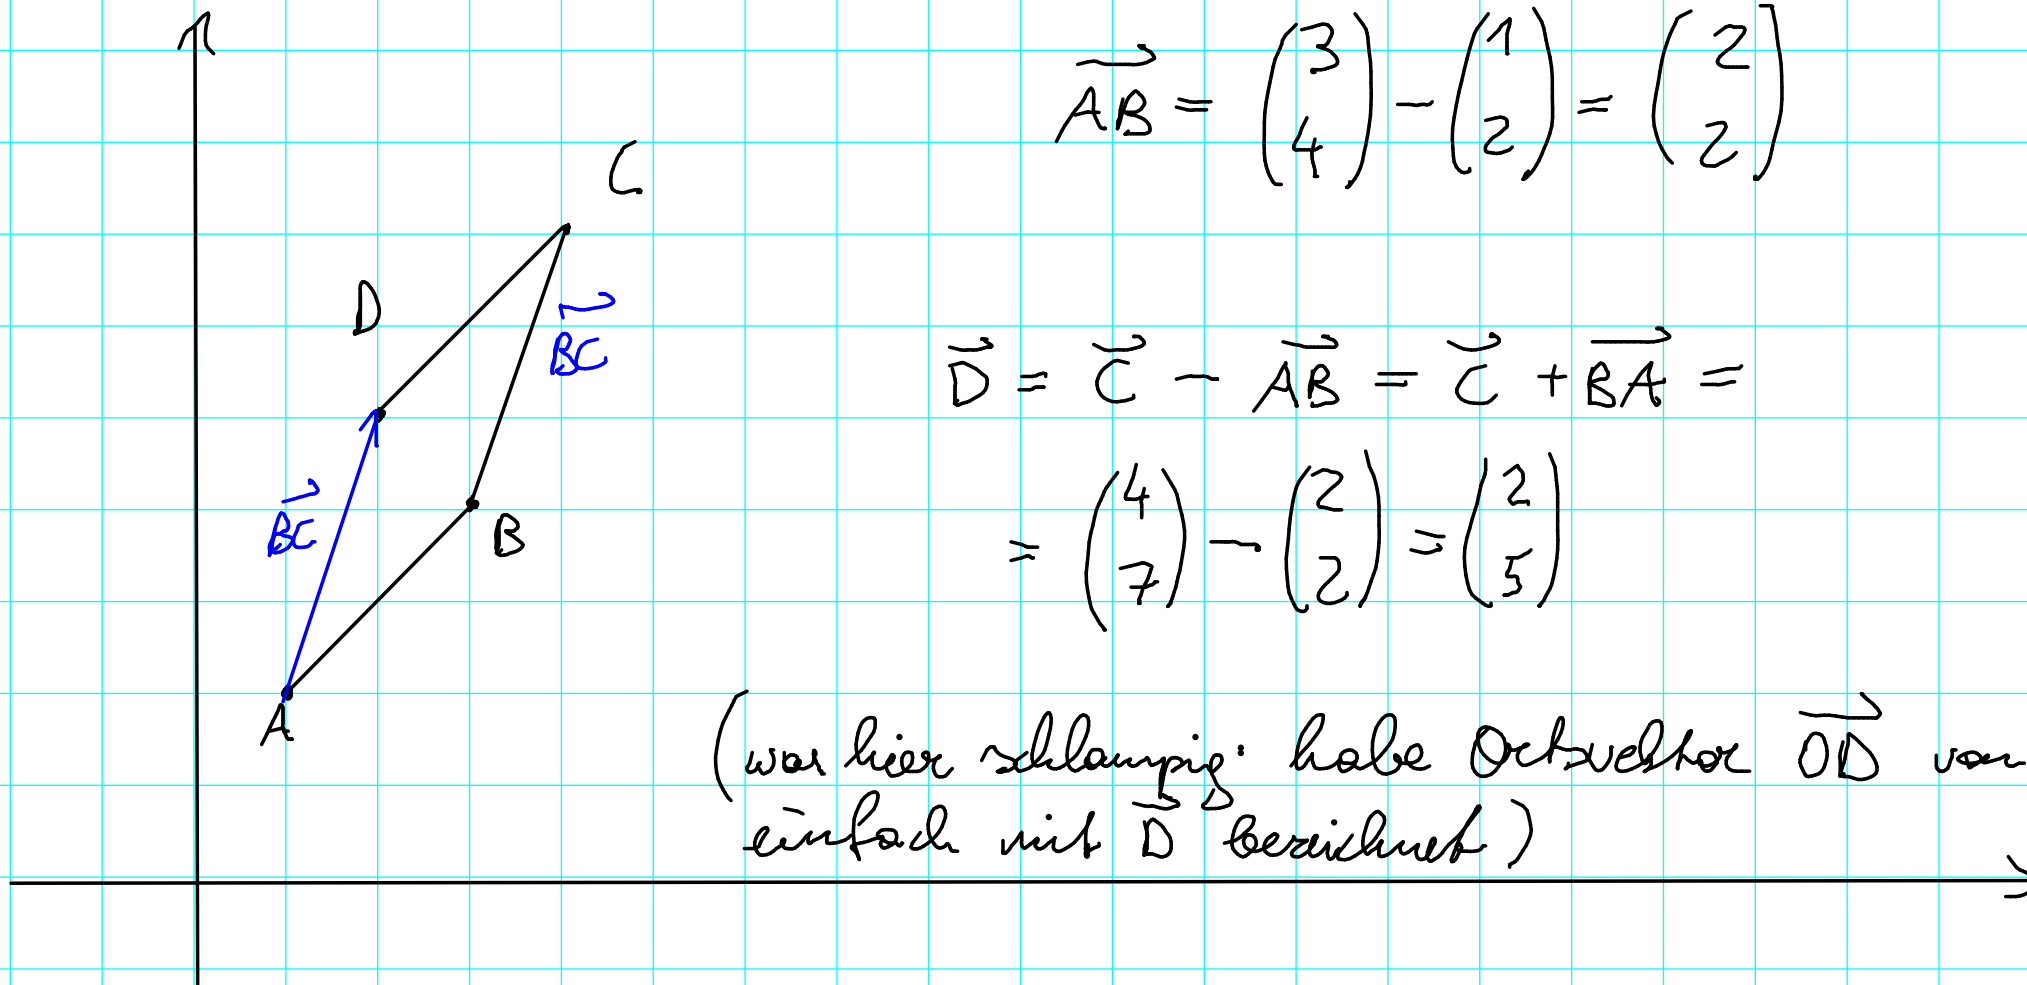 C
D
BC
BC
B
A
AB = (3 4) - (1 2) = (2 2)
D = C - AB = C + BA =
= (4 7) - (2 2) = (2 5)
(war hier schlampig: habe Ortsvektor OD von
einfach mit D bezeichnet)